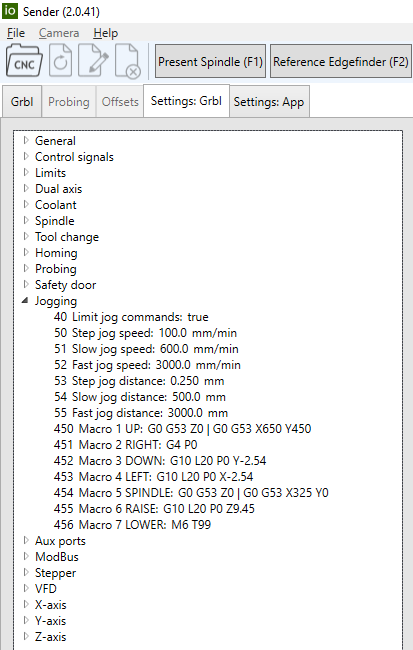 io Sender (2.0.41)
File Camera Help
CNC Present Spindle (F1) Reference Edgefinder (F2)
Grbl Probing Offsets Settings: Grbl Settings: App
General
Control signals
Limits
Dual axis
Coolant
Spindle
Tool change
Homing
Probing
Safety door
Jogging
40 Limit jog commands: true
50 Step jog speed: 100.0 mm/min
51 Slow jog speed: 600.0 mm/min
52 Fast jog speed: 3000.0 mm/min
53 Step jog distance: 0.250 mm
54 Slow jog distance: 500.0 mm
55 Fast jog distance: 3000.0 mm
450 Macro 1 UP: G0 G53 Z0 | G0 G53 X650 Y450
451 Macro 2 RIGHT: G4 P0
452 Macro 3 DOWN: G10 L20 P0 Y-2.54
453 Macro 4 LEFT: G10 L20 P0 X-2.54
454 Macro 5 SPINDLE: G0 G53 Z0 | G0 G53 X325 Y0
455 Macro 6 RAISE: G10 L20 P0 Z9.45
456 Macro 7 LOWER: M6 T99
Aux ports
ModBus
Stepper
VFD
X-axis
Y-axis
Z-axis